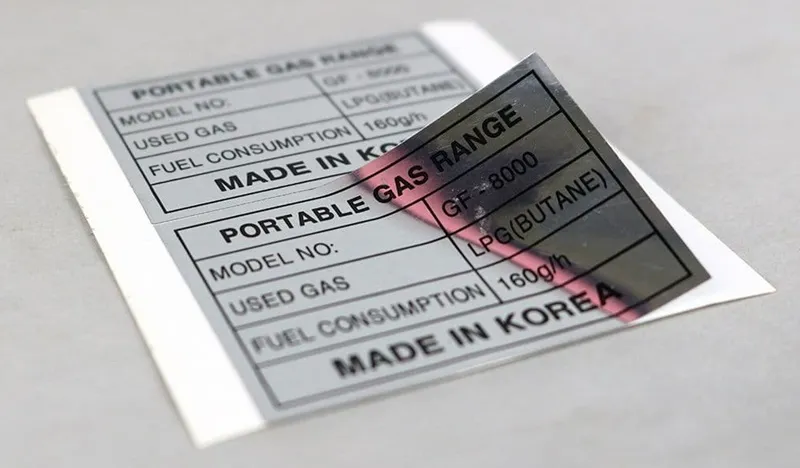 PORTABLE GAS RANGE
MODEL NO: GF - 8000
USED GAS LPG(BUTANE)
FUEL CONSUMPTION 160g/h
MADE IN KO
PORTABLE GAS RANGE
MODEL NO: GF - 8000
USED GAS LPG(BUTANE)
FUEL CONSUMPTION 160g/h
MADE IN KOREA